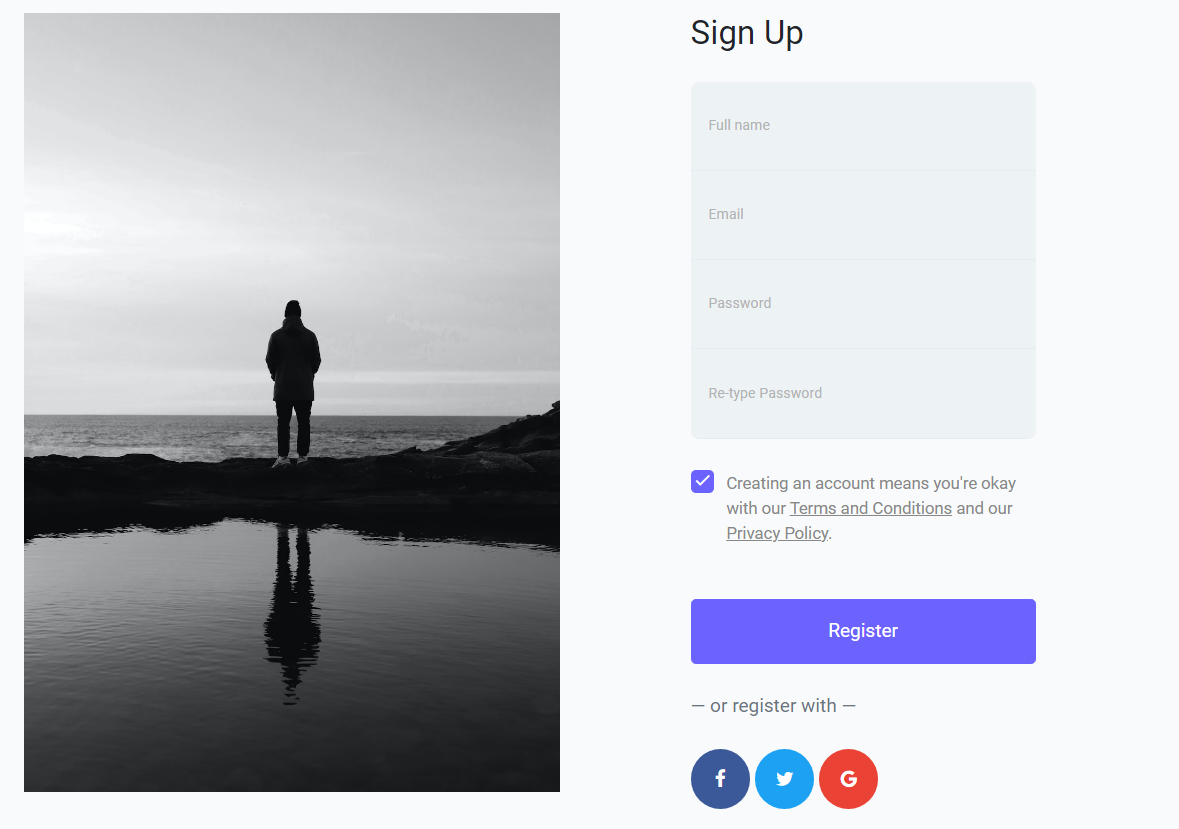 Sign Up
Full name
Email
Password
Re-type Password
Creating an account means you're okay
with our Terms and Conditions and our
Privacy Policy.
Register
— or register with —